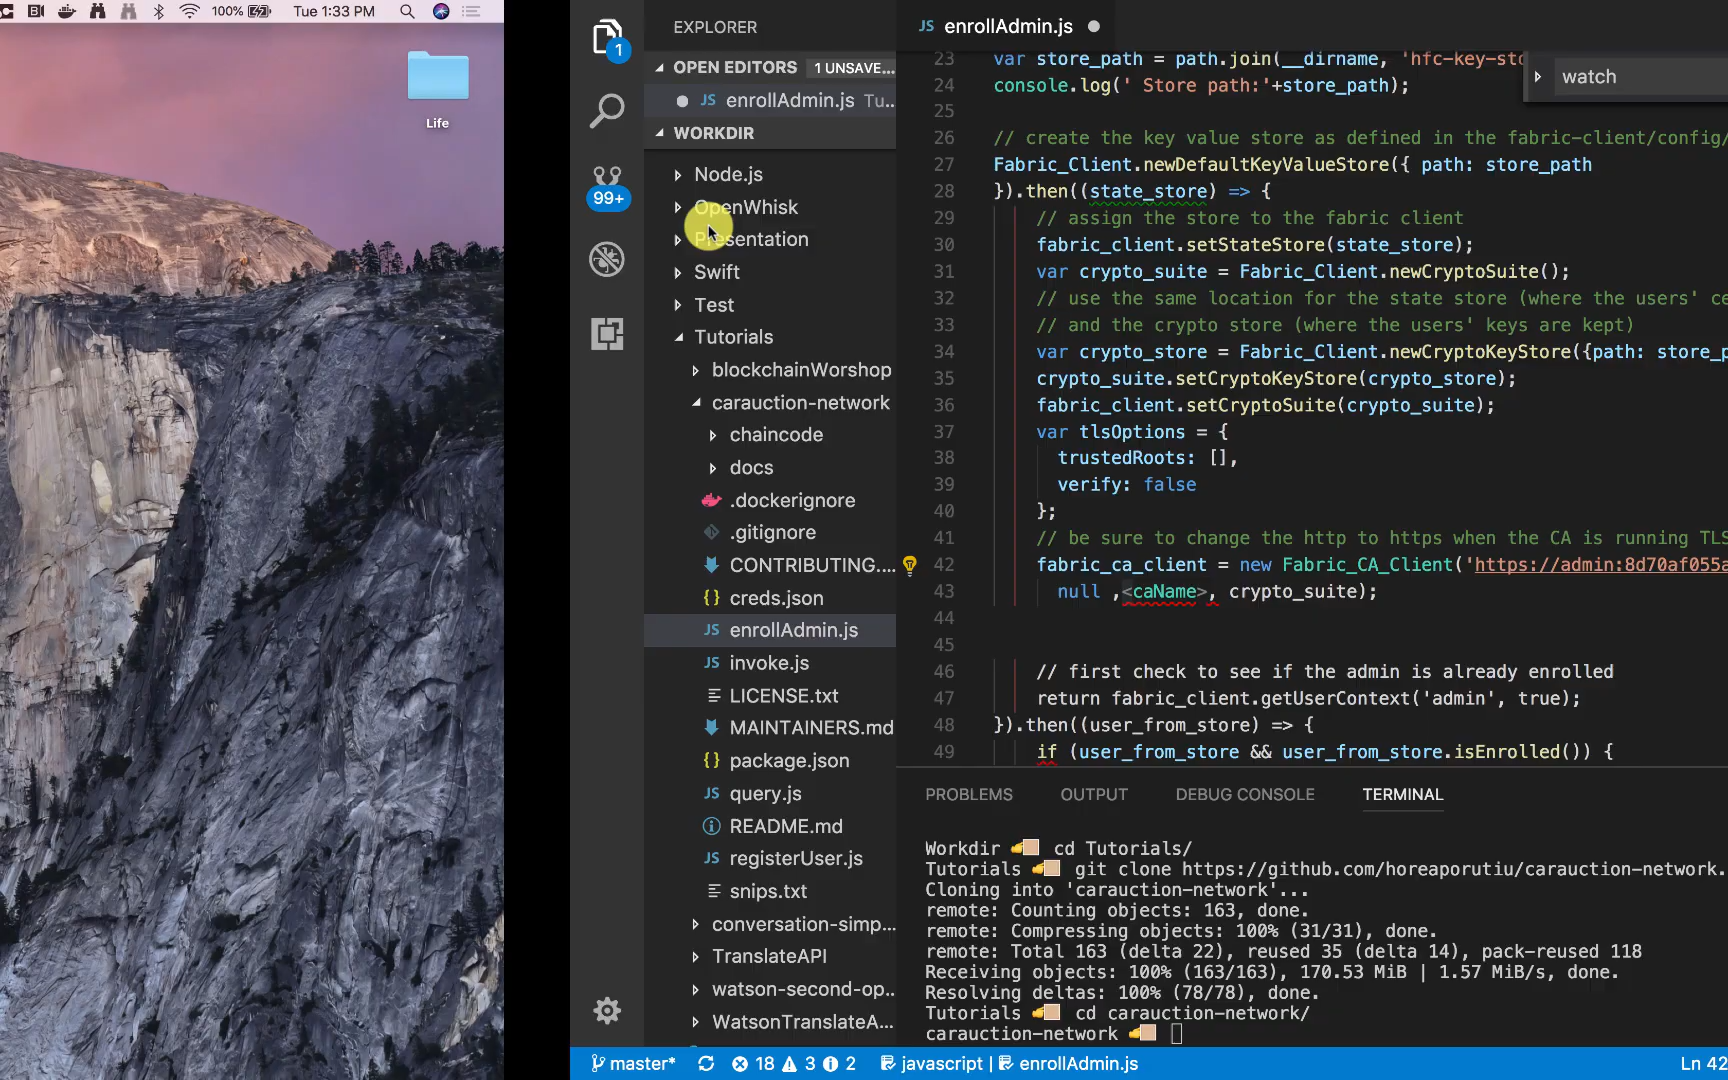 100% Tue 1:33 PM
Life
EXPLORER
OPEN EDITORS 1 UNSAVE...
JS enrollAdmin.js Tu...
WORKDIR
Node.js
OpenWhisk
Presentation
Swift
Test
Tutorials
blockchainWorshop
carauction-network
chaincode
docs
.dockerignore
.gitignore
CONTRIBUTING....
{} creds.json
JS enrollAdmin.js
JS invoke.js
LICENSE.txt
MAINTAINERS.md
{} package.json
JS query.js
README.md
JS registerUser.js
snips.txt
conversation-simp...
TranslateAPI
watson-second-op...
WatsonTranslateA...
1
99+
JS enrollAdmin.js
watch
23 var store_path = path.join(__dirname, 'hfc-key-sto
24 console.log(' Store path:'+store_path);
25
26 // create the key value store as defined in the fabric-client/config/
27 Fabric_Client.newDefaultKeyValueStore({ path: store_path
28 }).then((state_store) => {
29 // assign the store to the fabric client
30 fabric_client.setStateStore(state_store);
31 var crypto_suite = Fabric_Client.newCryptoSuite();
32 // use the same location for the state store (where the users' ce
33 // and the crypto store (where the users' keys are kept)
34 var crypto_store = Fabric_Client.newCryptoKeyStore({path: store_p
35 crypto_suite.setCryptoKeyStore(crypto_store);
36 fabric_client.setCryptoSuite(crypto_suite);
37 var tlsOptions = {
38 trustedRoots: [],
39 verify: false
40 };
41 // be sure to change the http to https when the CA is running TLS
42 fabric_ca_client = new Fabric_CA_Client('https://admin:8d70af055a
43 null ,<caName>, crypto_suite);
44
45
46 // first check to see if the admin is already enrolled
47 return fabric_client.getUserContext('admin', true);
48 }).then((user_from_store) => {
49 if (user_from_store && user_from_store.isEnrolled()) {
PROBLEMS OUTPUT DEBUG CONSOLE TERMINAL
Workdir 👉 cd Tutorials/
Tutorials 👉 git clone https://github.com/horeaporutiu/carauction-network.
Cloning into 'carauction-network'...
remote: Counting objects: 163, done.
remote: Compressing objects: 100% (31/31), done.
remote: Total 163 (delta 22), reused 35 (delta 14), pack-reused 118
Receiving objects: 100% (163/163), 170.53 MiB | 1.57 MiB/s, done.
Resolving deltas: 100% (78/78), done.
Tutorials 👉 cd carauction-network/
carauction-network 👉
master* 18 3 2 javascript | enrollAdmin.js Ln 42